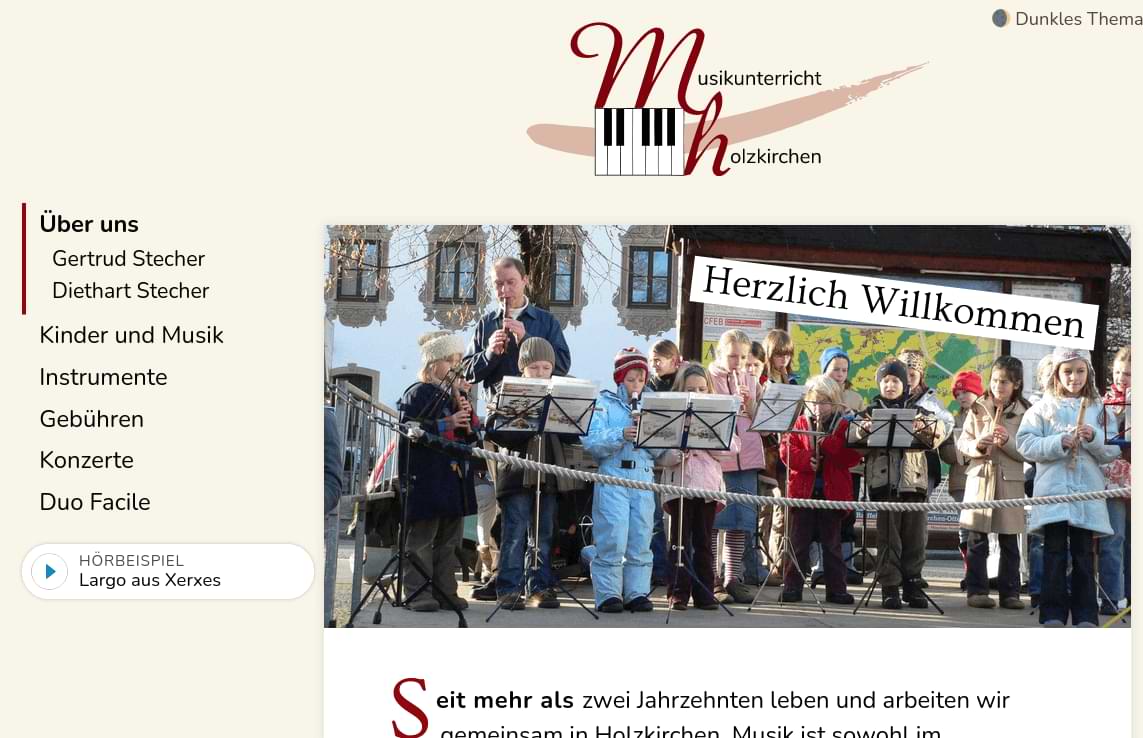 Dunkles Thema
Musikunterricht
holzkirchen
Über uns
Gertrud Stecher
Diethart Stecher
Kinder und Musik
Instrumente
Gebühren
Konzerte
Duo Facile
HÖRBEISPIEL
Largo aus Xerxes
Herzlich Willkommen
CFEB
Seit mehr als zwei Jahrzehnten leben und arbeiten wir
gemeinsam in Holzkirchen. Musik ist sowohl im